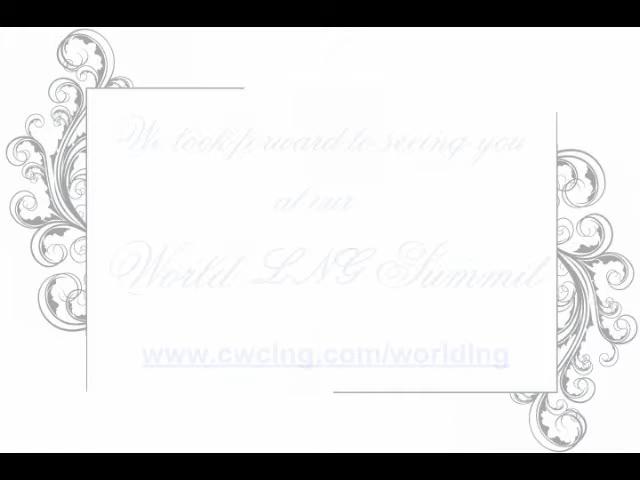 We look forward to seeing you
at our
World LNG Summit
www.cwclng.com/worldlng